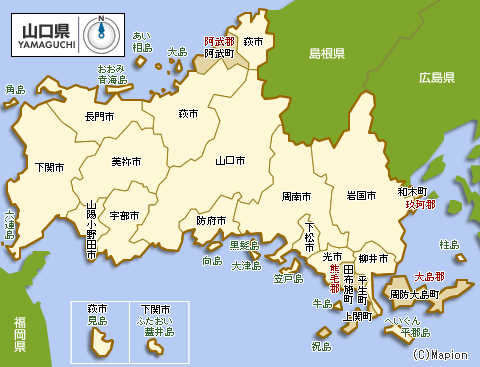 山口県
YAMAGUCHI
あい
相島
大島
阿武郡
阿武町
萩市
島根県
広島県
おおみ
青海島
角島
長門市
萩市
下関市
美祢市
山口市
周南市
岩国市
和木町
玖珂郡
六連島
山陽小野田市
宇部市
防府市
下松市
向島
黒髪島
大津島
笠戸島
光市
熊毛郡
田布施町
平生町
柳井市
柱島
大島郡
周防大島町
牛島
上関町
祝島
へいぐん
平郡島
福岡県
萩市
見島
下関市
ふたおい
蓋井島
(C)Mapion